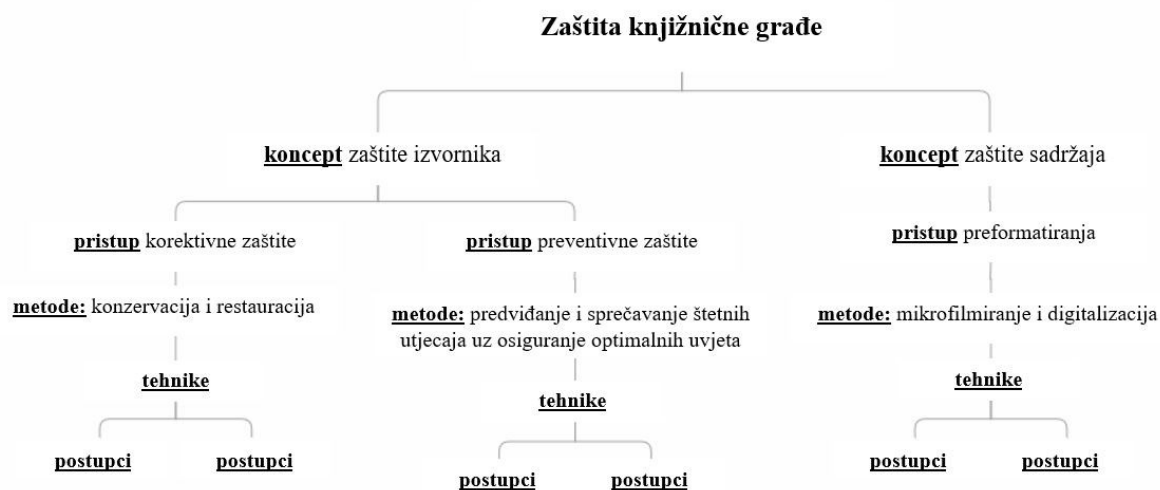 Zaštita knjižnične građe
koncept zaštite izvornika
koncept zaštite sadržaja
pristup korektivne zaštite
pristup preventivne zaštite
pristup preformatiranja
metode: konzervacija i restauracija
metode: predviđanje i sprečavanje štetnih
utjecaja uz osiguranje optimalnih uvjeta
metode: mikrofilmiranje i digitalizacija
tehnike
tehnike
tehnike
postupci
postupci
postupci
postupci
postupci
postupci